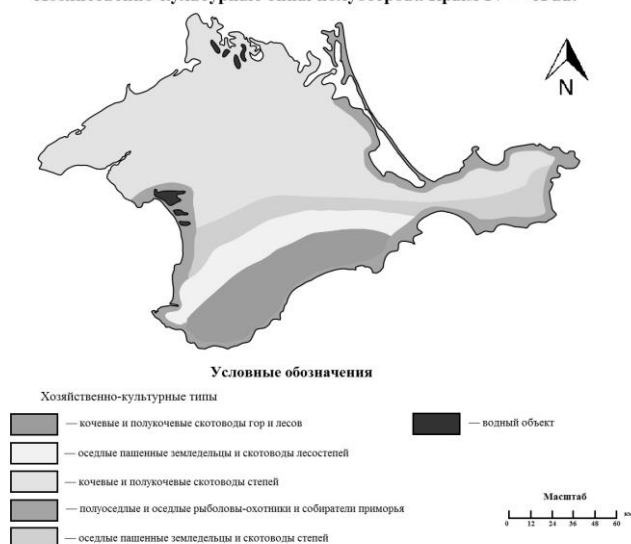 N
Условные обозначения
Хозяйственно-культурные типы
— кочевые и полукочевые скотоводы гор и лесов
— водный объект
— оседлые пашенные земледельцы и скотоводы лесостепей
— кочевые и полукочевые скотоводы степей
— полуоседлые и оседлые рыболовы-охотники и собиратели приморья
— оседлые пашенные земледельцы и скотоводы степей
Масштаб
км
0 12 24 36 48 60